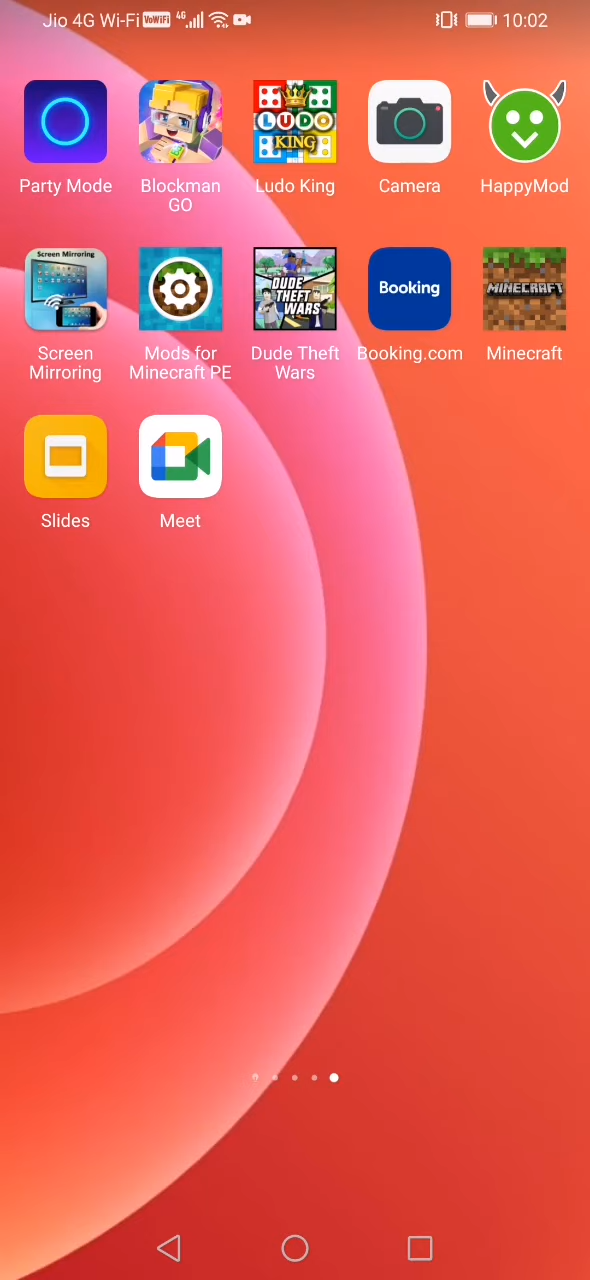 Jio 4G Wi-Fi VoWiFi 4G 10:02
LUDO
KING
Party Mode Blockman Ludo King Camera HappyMod
GO
Screen Mirroring
DUDE
THEFT
WARS
Booking
MINECRAFT
Screen Mods for Dude Theft Booking.com Minecraft
Mirroring Minecraft PE Wars
Slides Meet